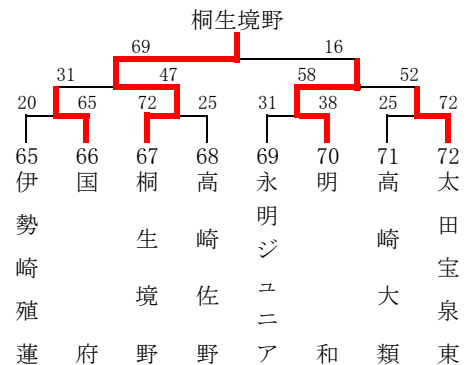 桐生境野
69 16
31 47 58 52
20 65 72 25 31 38 25 72
65 66 67 68 69 70 71 72
伊勢崎殖蓮
国府
桐生境野
高崎佐野
永明ジュニア
明和
高崎大類
太田宝泉東